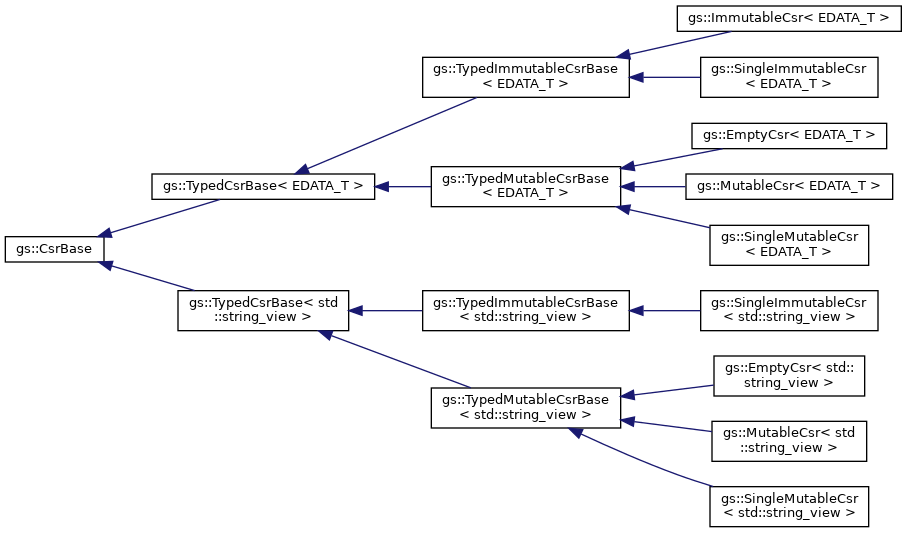 gs::ImmutableCsr< EDATA_T >
gs::TypedImmutableCsrBase
< EDATA_T >
gs::SingleImmutableCsr
< EDATA_T >
gs::EmptyCsr< EDATA_T >
gs::TypedCsrBase< EDATA_T >
gs::TypedMutableCsrBase
< EDATA_T >
gs::MutableCsr< EDATA_T >
gs::SingleMutableCsr
< EDATA_T >
gs::CsrBase
gs::TypedCsrBase< std
::string_view >
gs::TypedImmutableCsrBase
< std::string_view >
gs::SingleImmutableCsr
< std::string_view >
gs::EmptyCsr< std::
string_view >
gs::TypedMutableCsrBase
< std::string_view >
gs::MutableCsr< std
::string_view >
gs::SingleMutableCsr
< std::string_view >